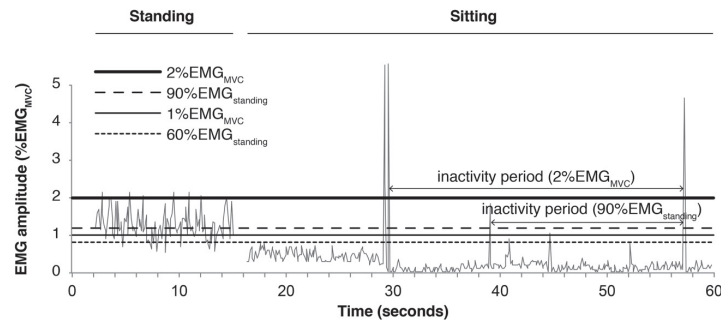 Standing Sitting
2%EMG_MVC
90%EMG_standing
1%EMG_MVC
60%EMG_standing
inactivity period (2%EMG_MVC)
inactivity period (90%EMG_standing)
EMG amplitude (%EMG_MVC)
5
4
3
2
1
0
0 10 20 30 40 50 60
Time (seconds)